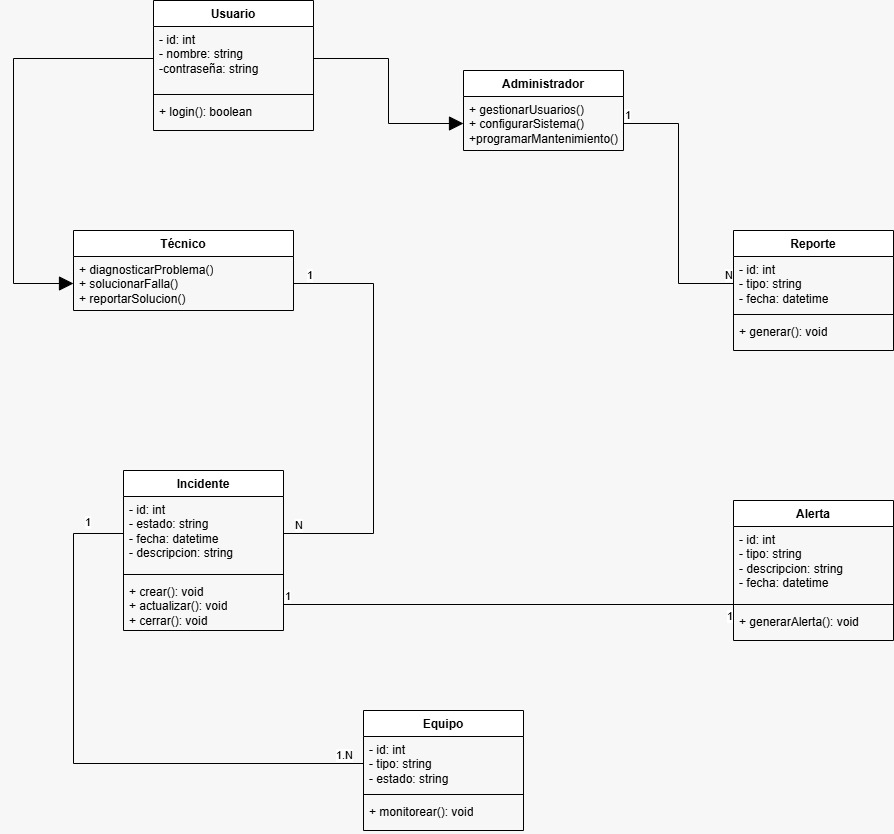 Usuario
- id: int
- nombre: string
-contraseña: string
+ login(): boolean
Administrador
+ gestionarUsuarios()
+ configurarSistema()
+programarMantenimiento()
1
Técnico
+ diagnosticarProblema()
+ solucionarFalla()
+ reportarSolucion()
1
N
Reporte
- id: int
- tipo: string
- fecha: datetime
+ generar(): void
Incidente
- id: int
- estado: string
- fecha: datetime
- descripcion: string
+ crear(): void
+ actualizar(): void
+ cerrar(): void
1
N
1
1
Alerta
- id: int
- tipo: string
- descripcion: string
- fecha: datetime
+ generarAlerta(): void
1.N
Equipo
- id: int
- tipo: string
- estado: string
+ monitorear(): void